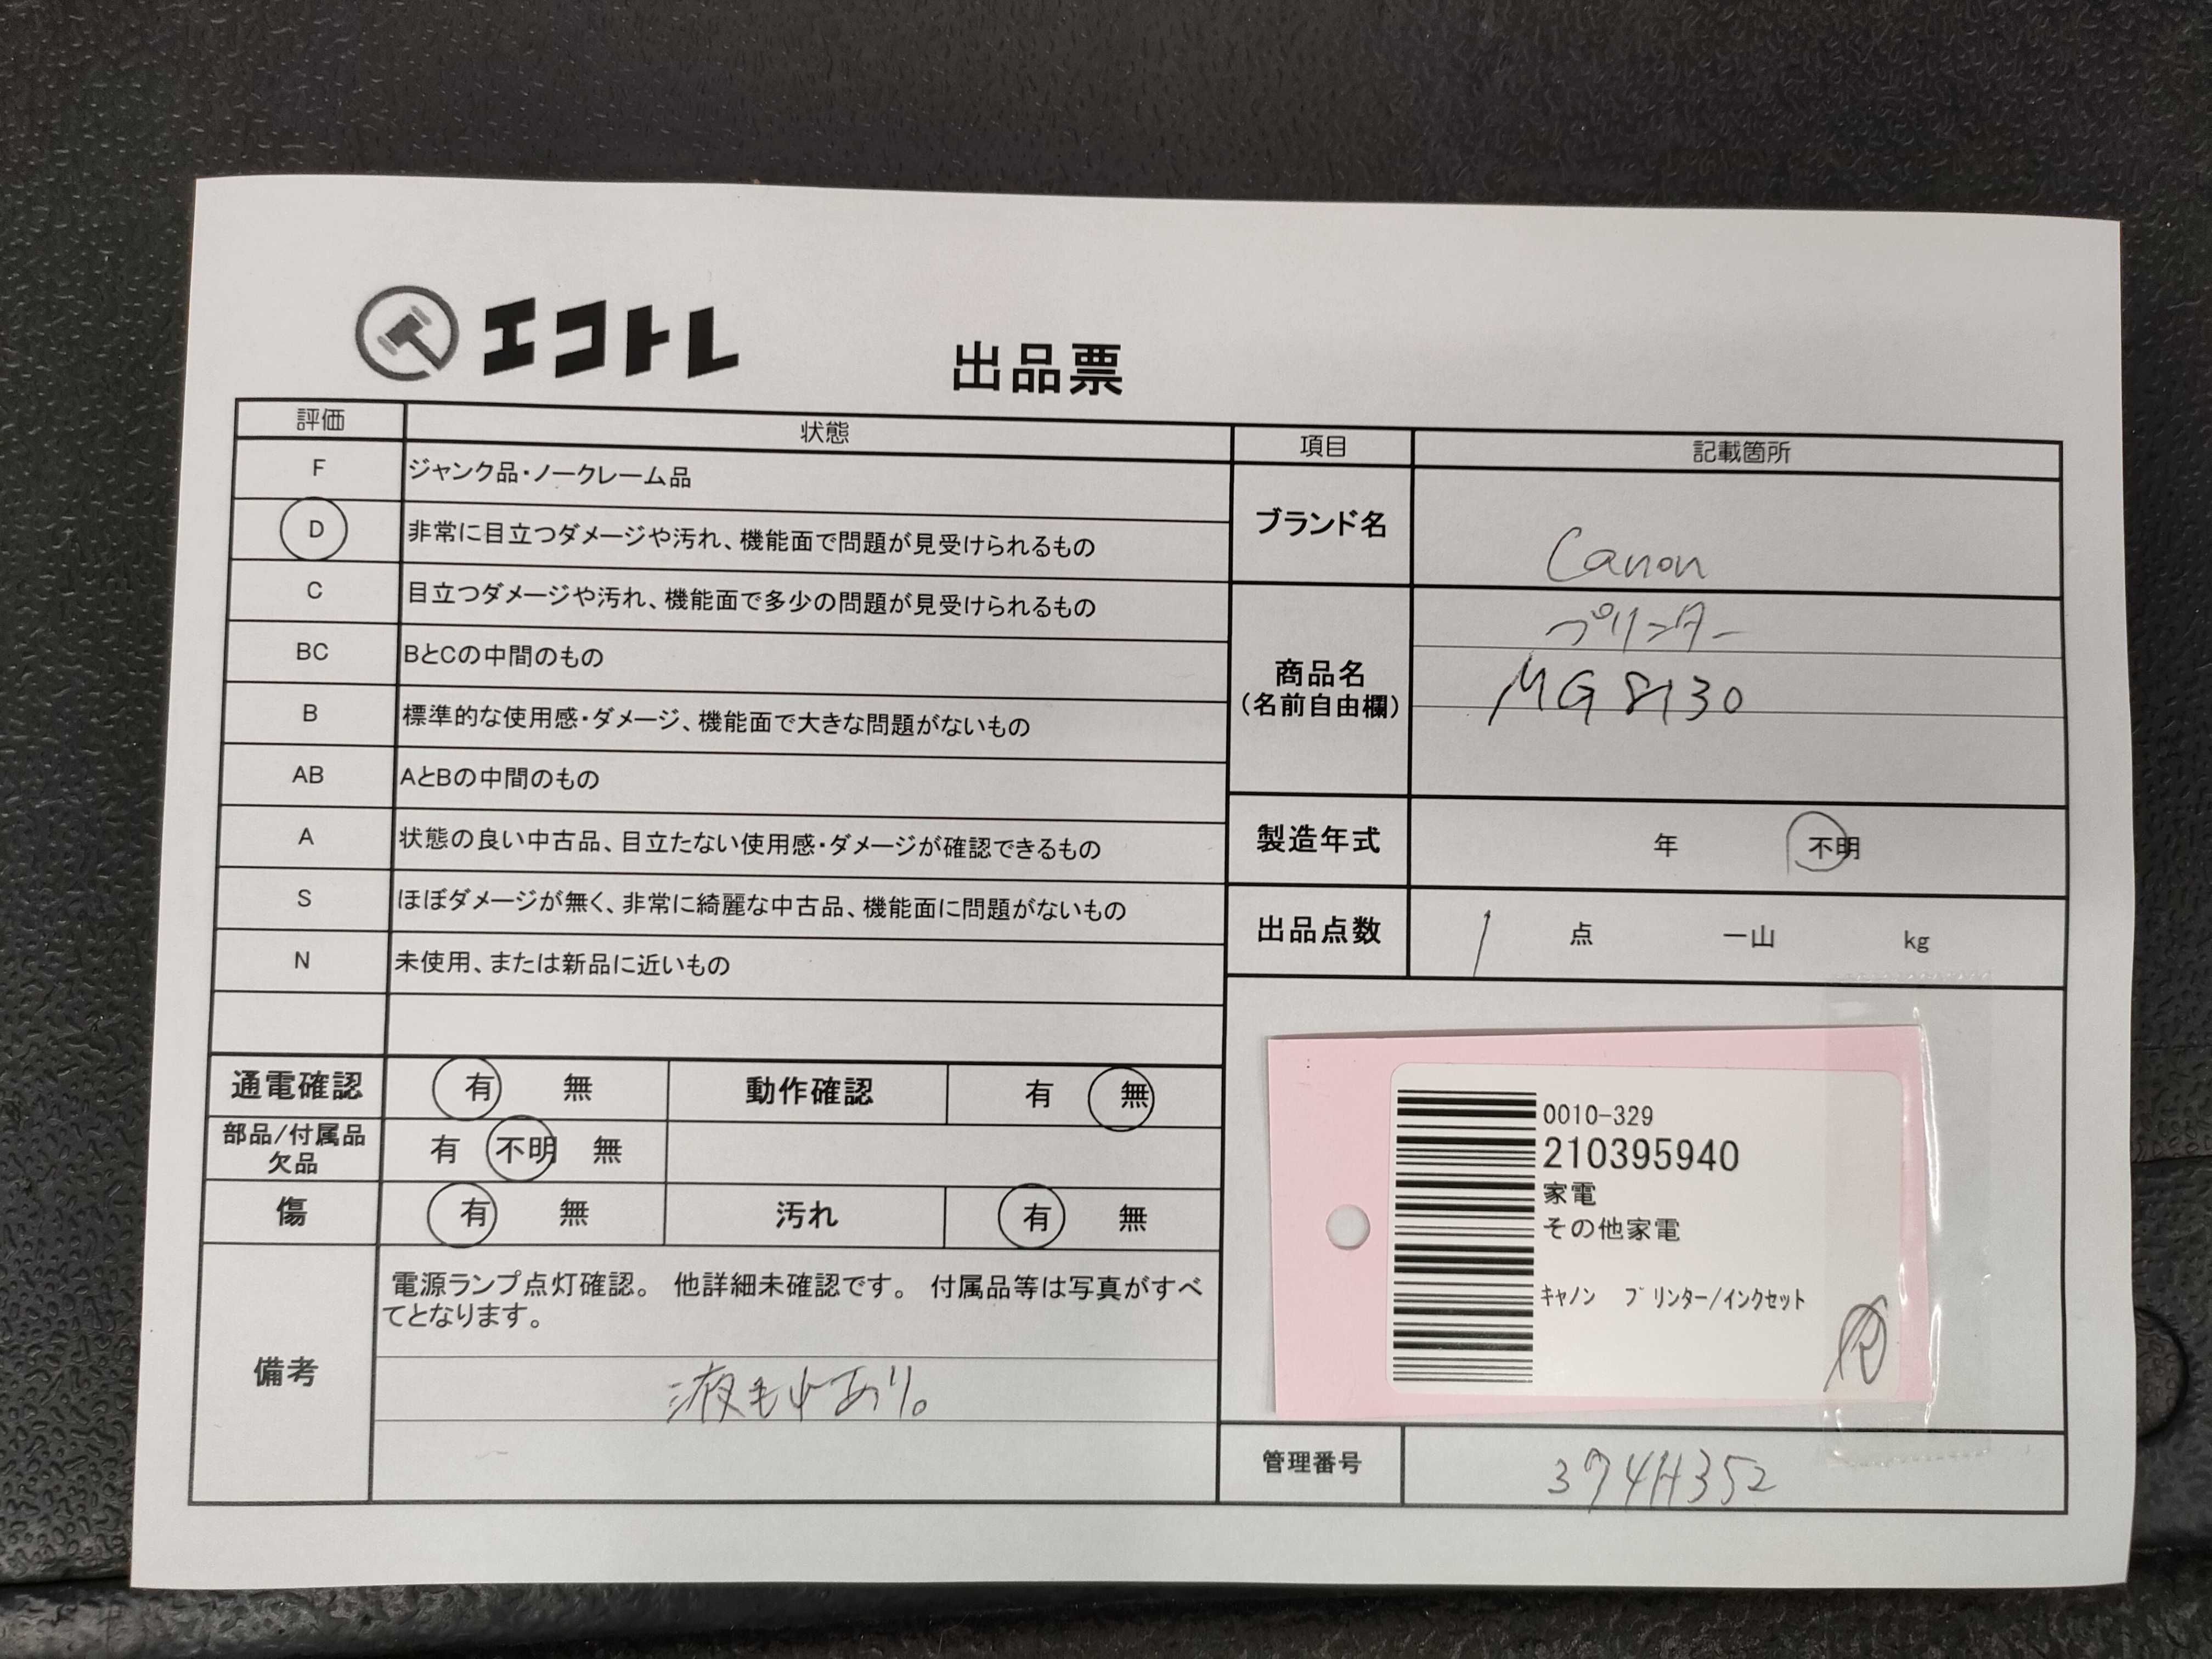 エコトレ
出品票
評価 状態
F ジャンク品・ノークレーム品
D 非常に目立つダメージや汚れ、機能面で問題が見受けられるもの
C 目立つダメージや汚れ、機能面で多少の問題が見受けられるもの
BC BとCの中間のもの
B 標準的な使用感・ダメージ、機能面で大きな問題がないもの
AB AとBの中間のもの
A 状態の良い中古品、目立たない使用感・ダメージが確認できるもの
S ほぼダメージが無く、非常に綺麗な中古品、機能面に問題がないもの
N 未使用、または新品に近いもの
通電確認 有 無 動作確認 有 無
部品/付属品
欠品
有 不明 無
傷 有 無 汚れ 有 無
備考
電源ランプ点灯確認。 他詳細未確認です。 付属品等は写真がすべ
てとなります。
液もれあり。
項目 記載箇所
ブランド名 Canon
商品名
(名前自由欄)
プリンター
MG8130
製造年式 年 不明
出品点数 1 点 一山 kg
0010-329
210395940
家電
その他家電
キャノン プリンター/インクセット
管理番号 374H352